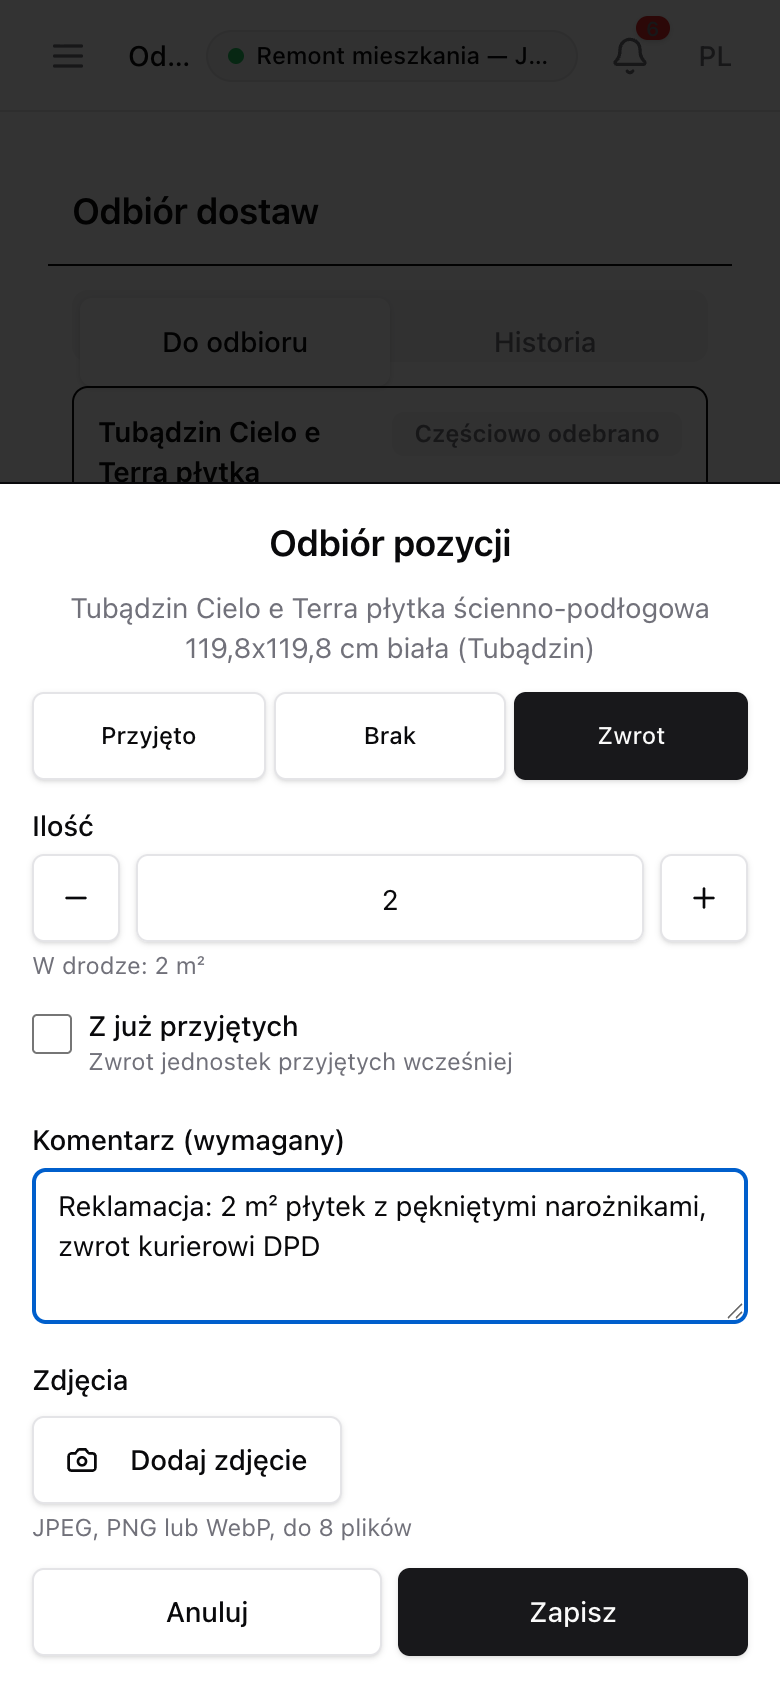 Od...
Remont mieszkania — J...
PL
Odbiór dostaw
Do odbioru
Historia
Tubądzin Cielo e
Terra płytka
Częściowo odebrano
Odbiór pozycji
Tubądzin Cielo e Terra płytka ścienno-podłogowa
119,8x119,8 cm biała (Tubądzin)
Przyjęto
Brak
Zwrot
Ilość
2
W drodze: 2 m²
Z już przyjętych
Zwrot jednostek przyjętych wcześniej
Komentarz (wymagany)
Reklamacja: 2 m² płytek z pękniętymi narożnikami,
zwrot kurierowi DPD
Zdjęcia
Dodaj zdjęcie
JPEG, PNG lub WebP, do 8 plików
Anuluj
Zapisz